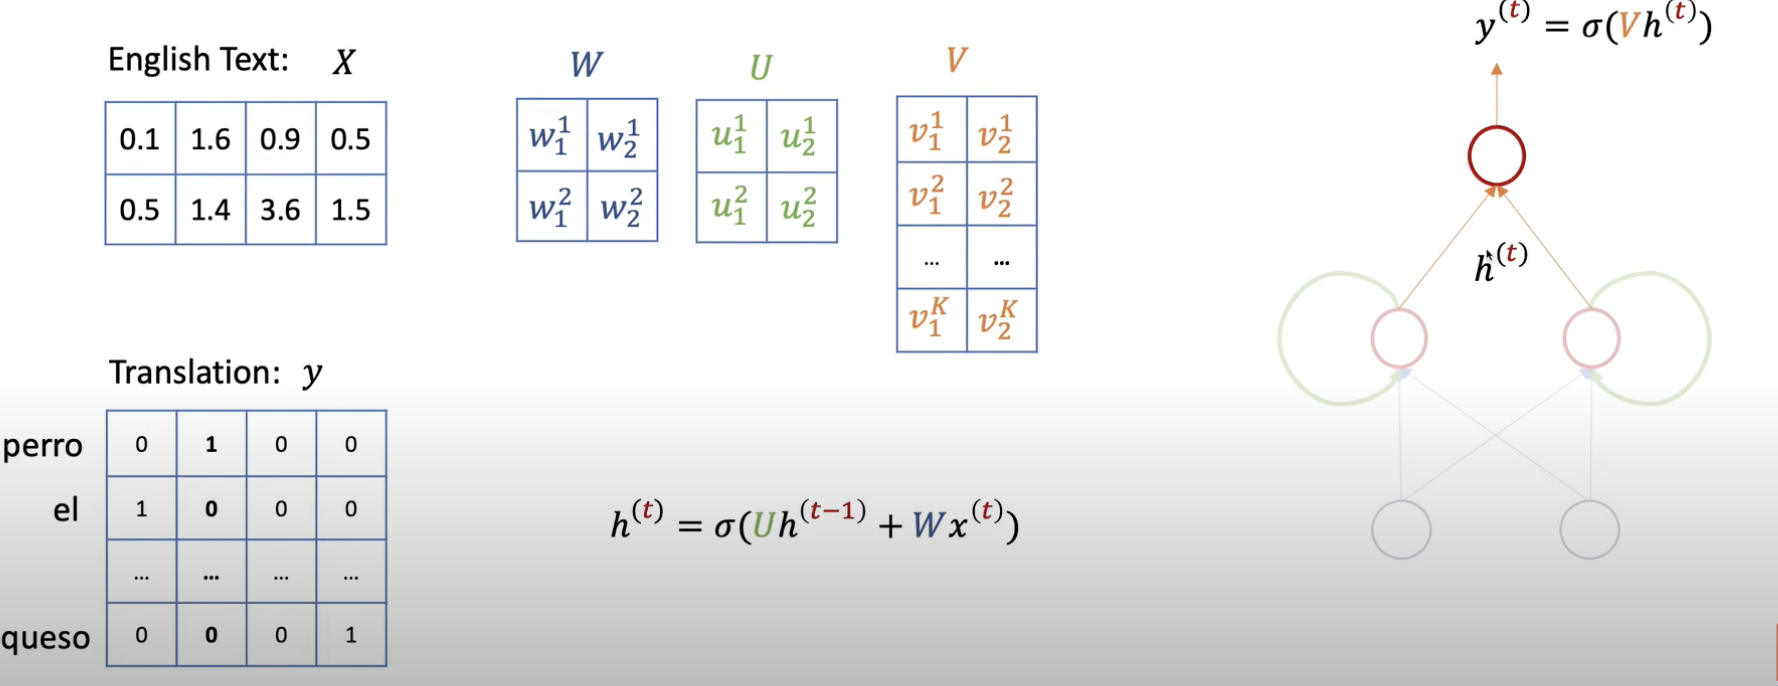 English Text: X
0.1 1.6 0.9 0.5
0.5 1.4 3.6 1.5
W
w₁¹ w₂¹
w₁² w₂²
U
u₁¹ u₂¹
u₁² u₂²
V
v₁¹ v₂¹
v₁² v₂²
... ...
v₁ᴷ v₂ᴷ
y⁽ᵗ⁾ = σ(Vh⁽ᵗ⁾)
h⁽ᵗ⁾
Translation: y
perro 0 1 0 0
el 1 0 0 0
... ... ... ...
queso 0 0 0 1
h⁽ᵗ⁾ = σ(Uh⁽ᵗ⁻¹⁾ + Wx⁽ᵗ⁾)